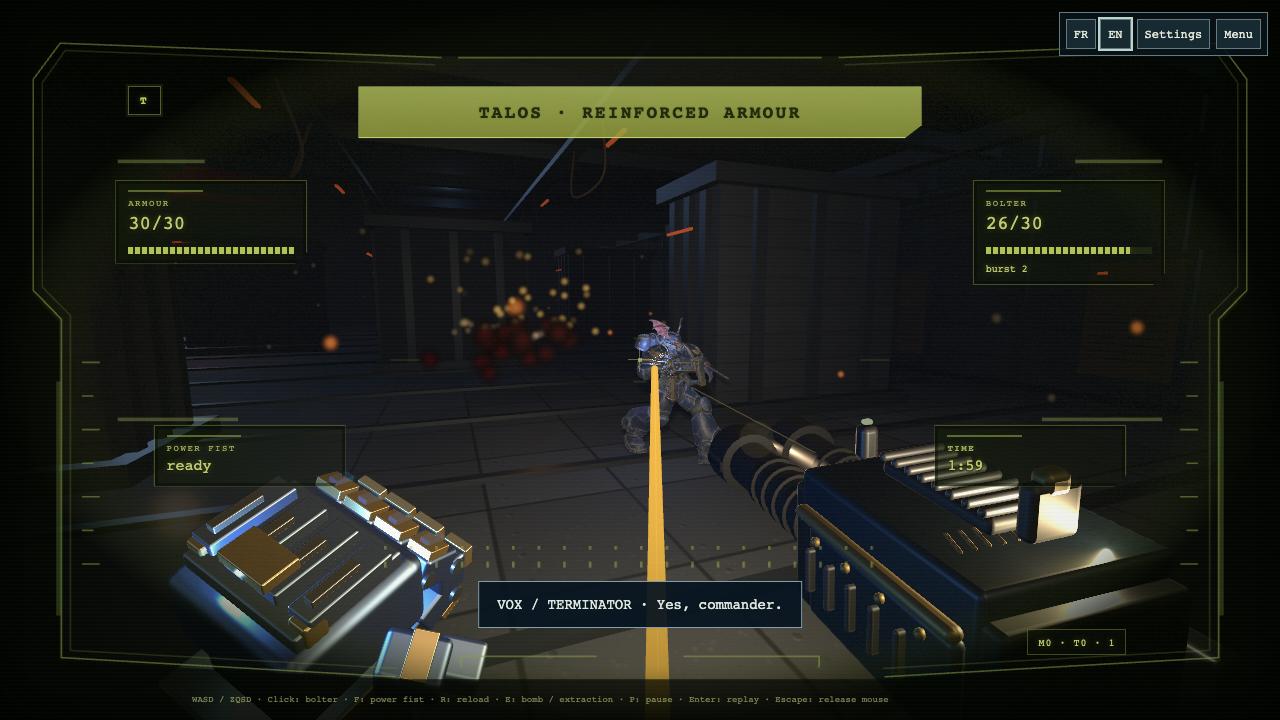 FR EN Settings Menu
T
TALOS · REINFORCED ARMOUR
ARMOUR
30/30
BOLTER
26/30
burst 2
POWER FIST
ready
TIME
1:59
VOX / TERMINATOR · Yes, commander.
M0 · T0 · 1
WASD / ZQSD · Click: bolter · F: power fist · R: reload · E: bomb / extraction · P: pause · Enter: replay · Escape: release mouse